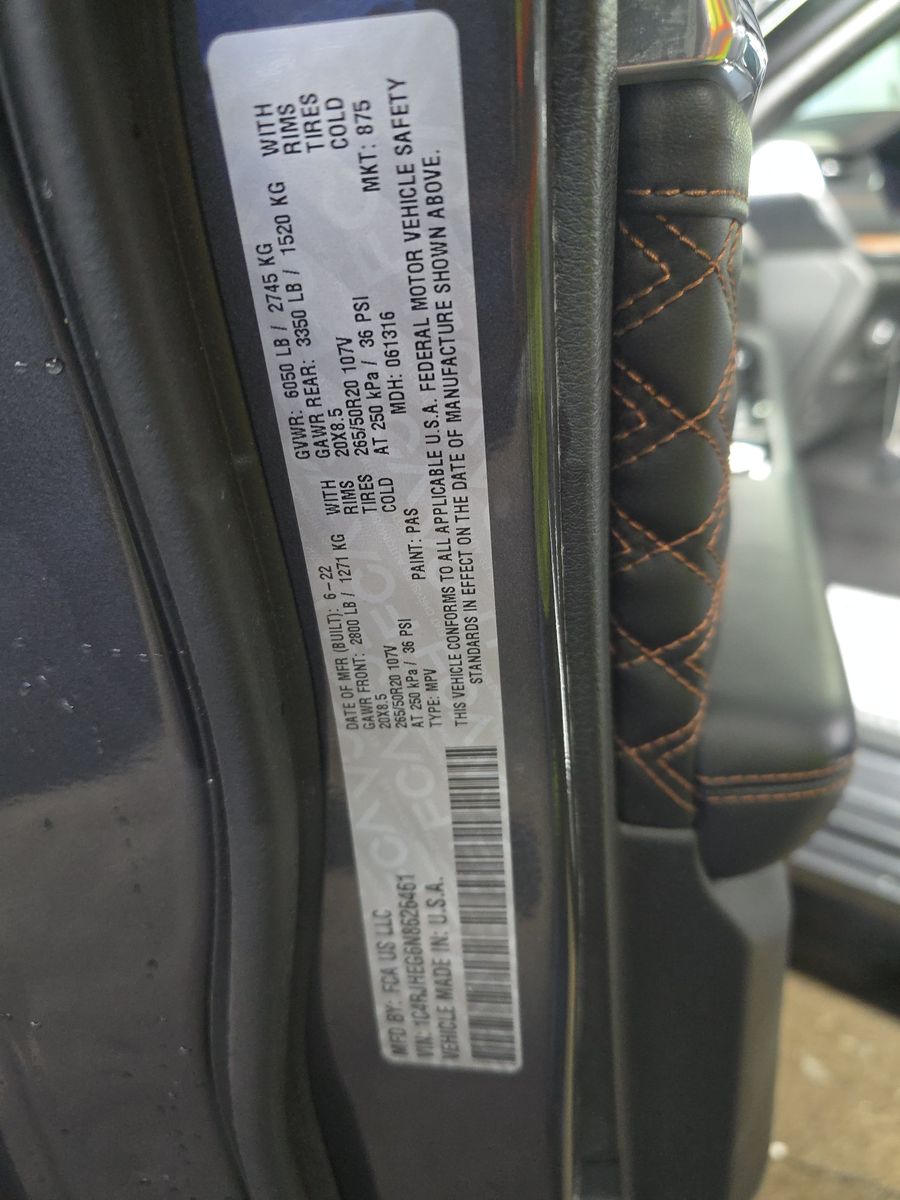 MFD BY: FCA US LLC
VIN: 1C4RJHEG6N8626461
VEHICLE MADE IN: U.S.A.
DATE OF MFR (BUILT): 6-22 GVWR: 6050 LB / 2745 KG
GAWR FRONT: 2800 LB / 1271 KG WITH GAWR REAR: 3350 LB / 1520 KG WITH
20X8.5 RIMS 20X8.5 RIMS
265/50R20 107V TIRES 265/50R20 107V TIRES
AT 250 kPa / 36 PSI COLD AT 250 kPa / 36 PSI COLD
TYPE: MPV PAINT: PAS MDH: 061316 MKT: 875
THIS VEHICLE CONFORMS TO ALL APPLICABLE U.S.A. FEDERAL MOTOR VEHICLE SAFETY
STANDARDS IN EFFECT ON THE DATE OF MANUFACTURE SHOWN ABOVE.